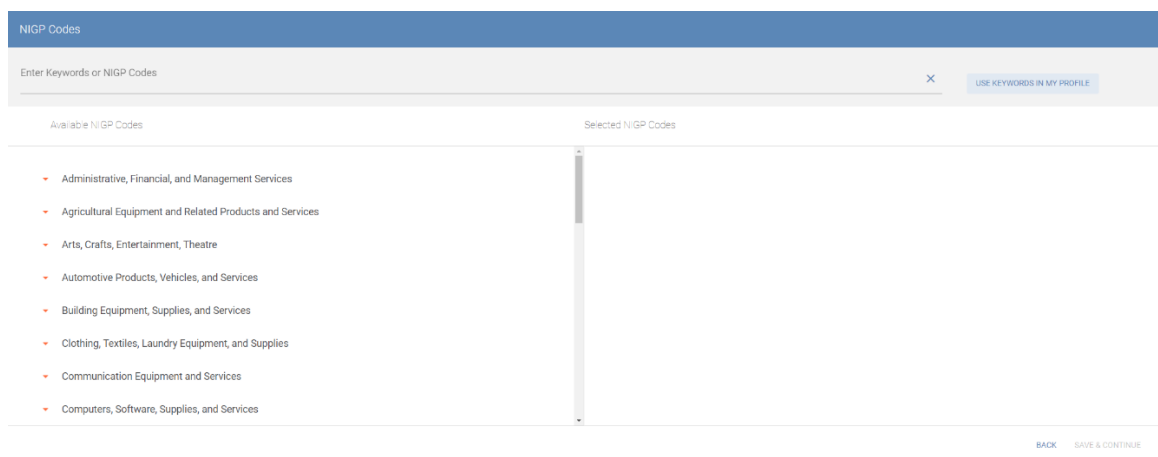 NIGP Codes
Enter Keywords or NIGP Codes
USE KEYWORDS IN MY PROFILE
Available NIGP Codes
Selected NIGP Codes
Administrative, Financial, and Management Services
Agricultural Equipment and Related Products and Services
Arts, Crafts, Entertainment, Theatre
Automotive Products, Vehicles, and Services
Building Equipment, Supplies, and Services
Clothing, Textiles, Laundry Equipment, and Supplies
Communication Equipment and Services
Computers, Software, Supplies, and Services
BACK
SAVE & CONTINUE